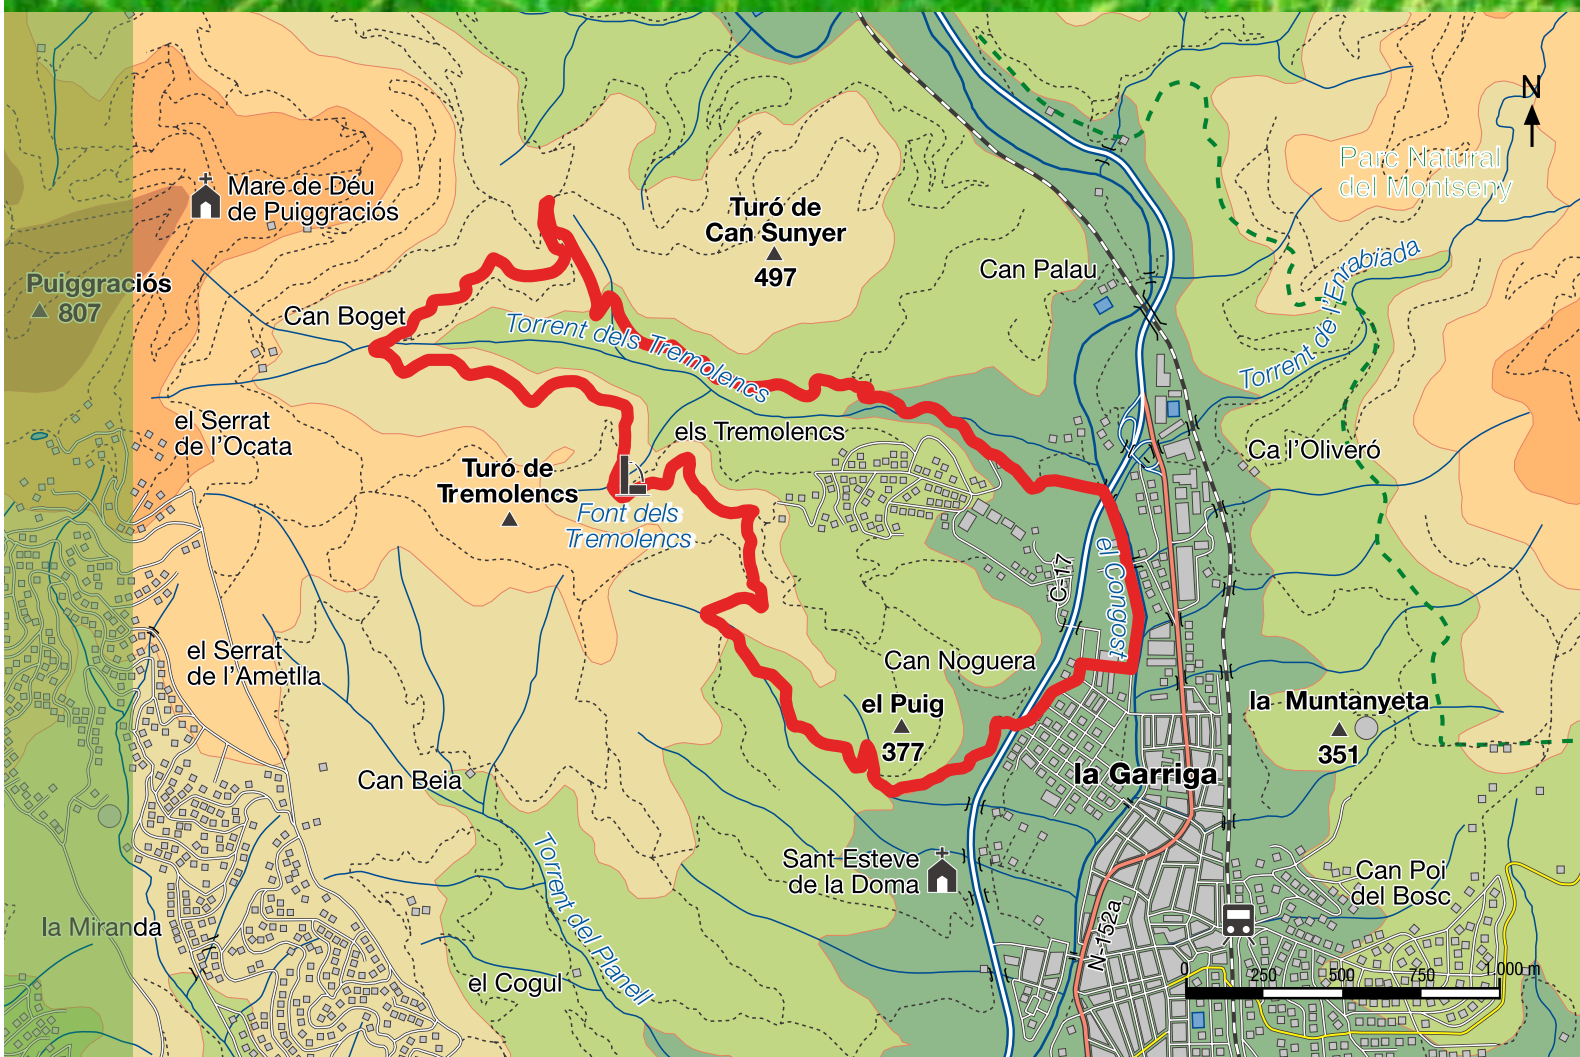 N
Parc Natural
del Montseny
Mare de Déu
de Puiggraciós
Turó de
Can Sunyer
497
Can Palau
Torrent de l'Enrabiada
Puiggraciós
807
Can Boget
Torrent dels Tremolencs
el Serrat
de l'Ocata
els Tremolencs
Ca l'Oliveró
Turó de
Tremolencs
Font dels
Tremolencs
C-17
el Congost
el Serrat
de l'Ametlla
Can Noguera
el Puig
377
la Muntanyeta
351
la Garriga
Can Beia
Torrent del Planell
Sant Esteve
de la Doma
Can Poi
del Bosc
la Miranda
N-152a
el Cogul
0 250 500 750 1.000 m